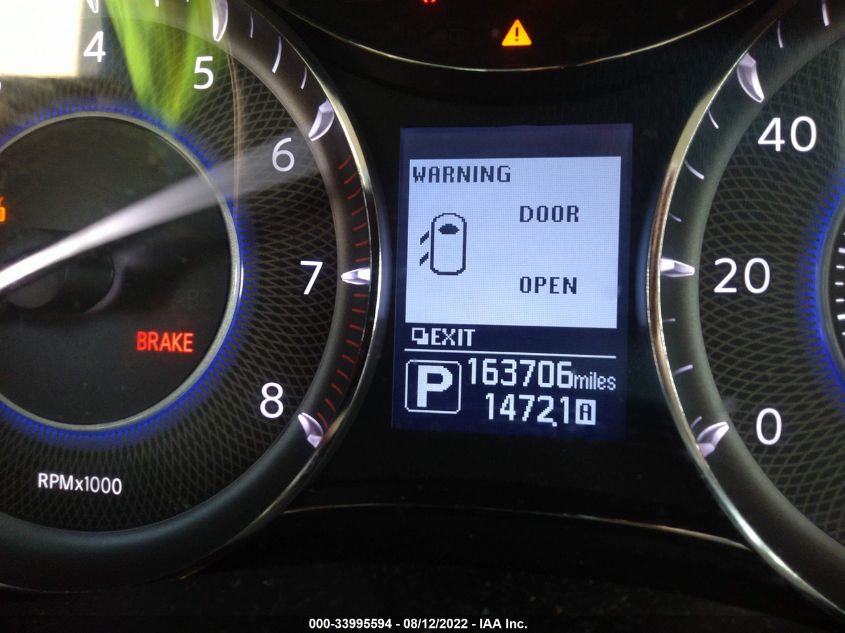 4
5
6
7
8
BRAKE
RPMx1000
WARNING
DOOR
OPEN
EXIT
P
163706miles
1472.1 A
40
20
0
000-33995594 - 08/12/2022 - IAA Inc.